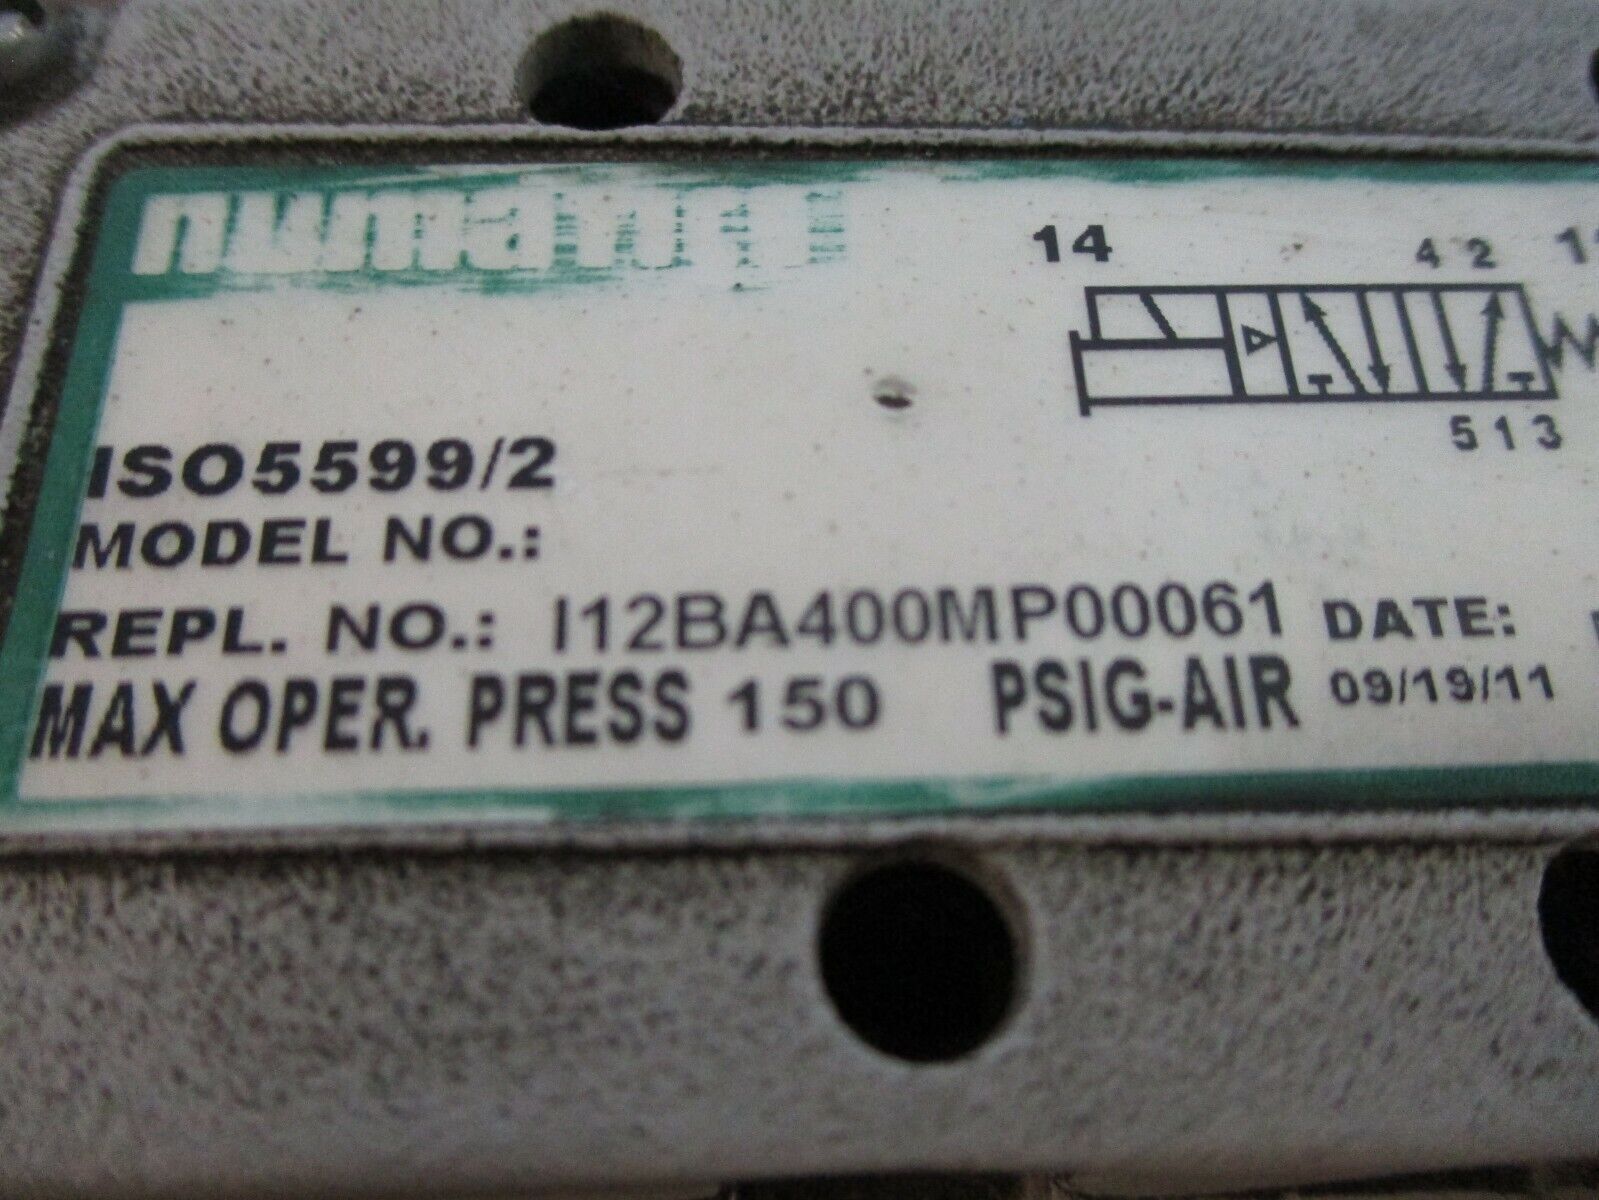 numati
14
4 2
5 1 3
ISO5599/2
MODEL NO.:
REPL. NO.: I12BA400MP00061 DATE:
MAX OPER. PRESS 150 PSIG-AIR 09/19/11